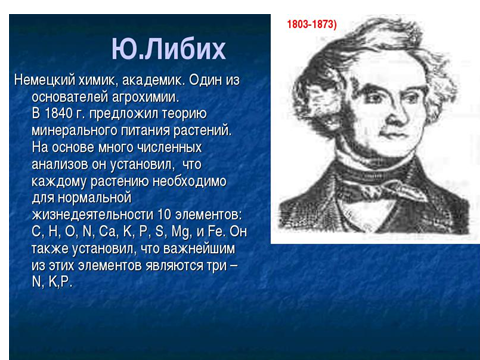 1803-1873)
Ю.Либих
Немецкий химик, академик. Один из
основателей агрохимии.
В 1840 г. предложил теорию
минерального питания растений.
На основе много численных
анализов он установил, что
каждому растению необходимо
для нормальной
жизнедеятельности 10 элементов:
C, H, O, N, Ca, K, P, S, Mg, и Fe. Он
также установил, что важнейшим
из этих элементов являются три –
N, K,P.